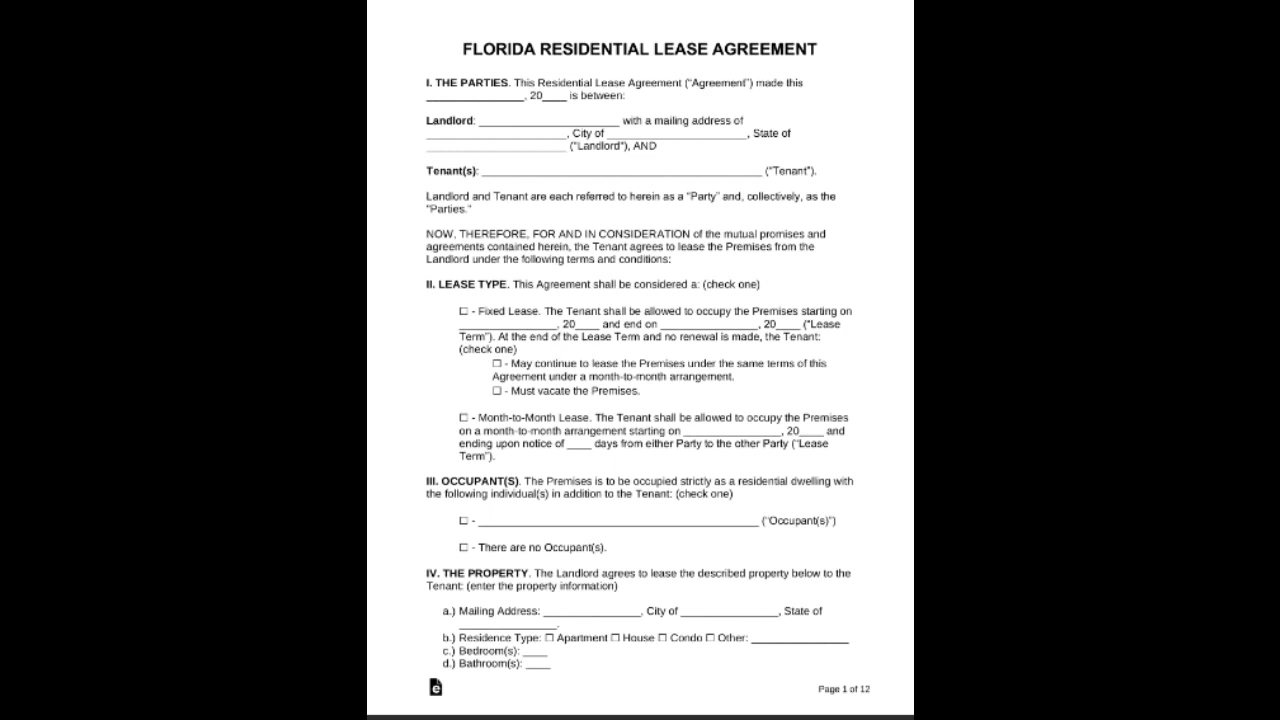 FLORIDA RESIDENTIAL LEASE AGREEMENT
I. THE PARTIES. This Residential Lease Agreement ("Agreement") made this
________________, 20____ is between:
Landlord: _______________________ with a mailing address of
_______________________, City of _______________________, State of
_______________________ ("Landlord"), AND
Tenant(s): ______________________________________________ ("Tenant").
Landlord and Tenant are each referred to herein as a "Party" and, collectively, as the
"Parties."
NOW, THEREFORE, FOR AND IN CONSIDERATION of the mutual promises and
agreements contained herein, the Tenant agrees to lease the Premises from the
Landlord under the following terms and conditions:
II. LEASE TYPE. This Agreement shall be considered a: (check one)
☐ - Fixed Lease. The Tenant shall be allowed to occupy the Premises starting on
________________, 20____ and end on ________________, 20____ ("Lease
Term"). At the end of the Lease Term and no renewal is made, the Tenant:
(check one)
☐ - May continue to lease the Premises under the same terms of this
Agreement under a month-to-month arrangement.
☐ - Must vacate the Premises.
☐ - Month-to-Month Lease. The Tenant shall be allowed to occupy the Premises
on a month-to-month arrangement starting on ________________, 20____ and
ending upon notice of ____ days from either Party to the other Party ("Lease
Term").
III. OCCUPANT(S). The Premises is to be occupied strictly as a residential dwelling with
the following individual(s) in addition to the Tenant: (check one)
☐ - ______________________________________________ ("Occupant(s)")
☐ - There are no Occupant(s).
IV. THE PROPERTY. The Landlord agrees to lease the described property below to the
Tenant: (enter the property information)
a.) Mailing Address: ________________, City of ________________, State of
________________.
b.) Residence Type: ☐ Apartment ☐ House ☐ Condo ☐ Other: ________________
c.) Bedroom(s): ____
d.) Bathroom(s): ____
e
Page 1 of 12